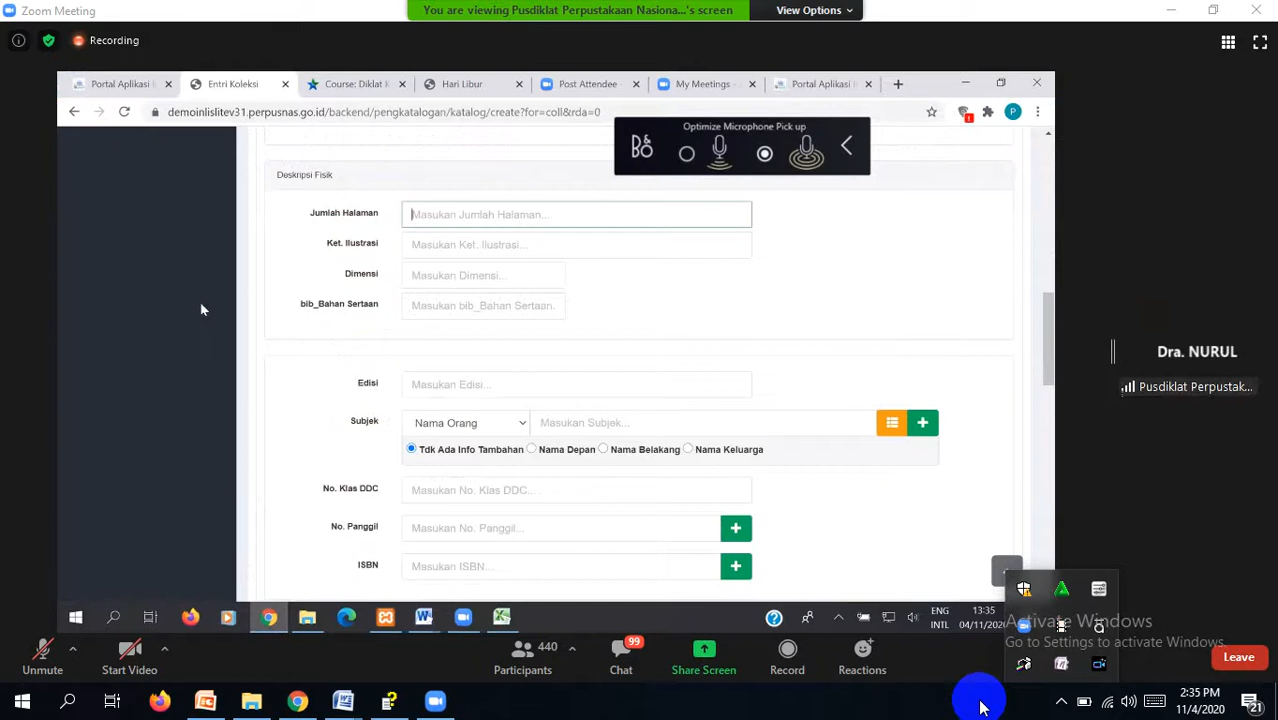 Zoom Meeting
You are viewing Pusdiklat Perpustakaan Nasiona...'s screen
View Options
Recording
Entri Koleksi
Course: Diklat K
Hari Libur
Post Attendee -
My Meetings -
demoinlislitev31.perpusnas.go.id/backend/pengkatalogan/katalog/create?for=coll&rda=0
P
Optimize Microphone Pick up
B&O
Deskripsi Fisik
Jumlah Halaman
Masukan Jumlah Halaman...
Ket. Ilustrasi
Masukan Ket. Ilustrasi...
Dimensi
Masukan Dimensi...
bib_Bahan Sertaan
Masukan bib_Bahan Sertaan.
Edisi
Masukan Edisi...
Subjek
Nama Orang
Masukan Subjek...
Tdk Ada Info Tambahan
Nama Depan
Nama Belakang
Nama Keluarga
No. Klas DDC
Masukan No. Klas DDC...
No. Panggil
Masukan No. Panggil...
ISBN
Masukan ISBN...
Dra. NURUL
Pusdiklat Perpustak...
ENG
INTL
13:35
04/11/2020
Activate Windows
Go to Settings to activate Windows.
Unmute
Start Video
Participants
440
Chat
99
Share Screen
Record
Reactions
Leave
2:35 PM
11/4/2020
21